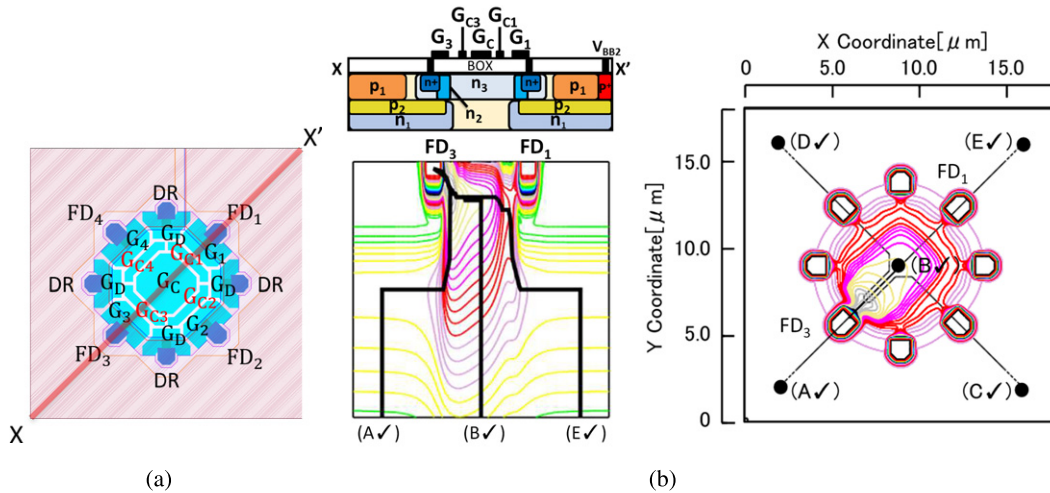 X'
DR
FD4
FD1
G4
GD
G1
GC4
GC1
DR
GD
GC
GD
DR
G3
GC3
GC2
G2
GD
FD3
FD2
DR
X
(a)
GC3 GC1
G3 GC G1
VBB2
X BOX X'
p1 n+ n3 n+ p1 p+
p2 n2 p2
n1 n1
FD3 FD1
(A✓) (B✓) (E✓)
X Coordinate[μm]
0 5.0 10.0 15.0
Y Coordinate[μm]
15.0
10.0
5.0
0
(D✓) (E✓)
FD1
(B✓)
FD3
(A✓) (C✓)
(b)